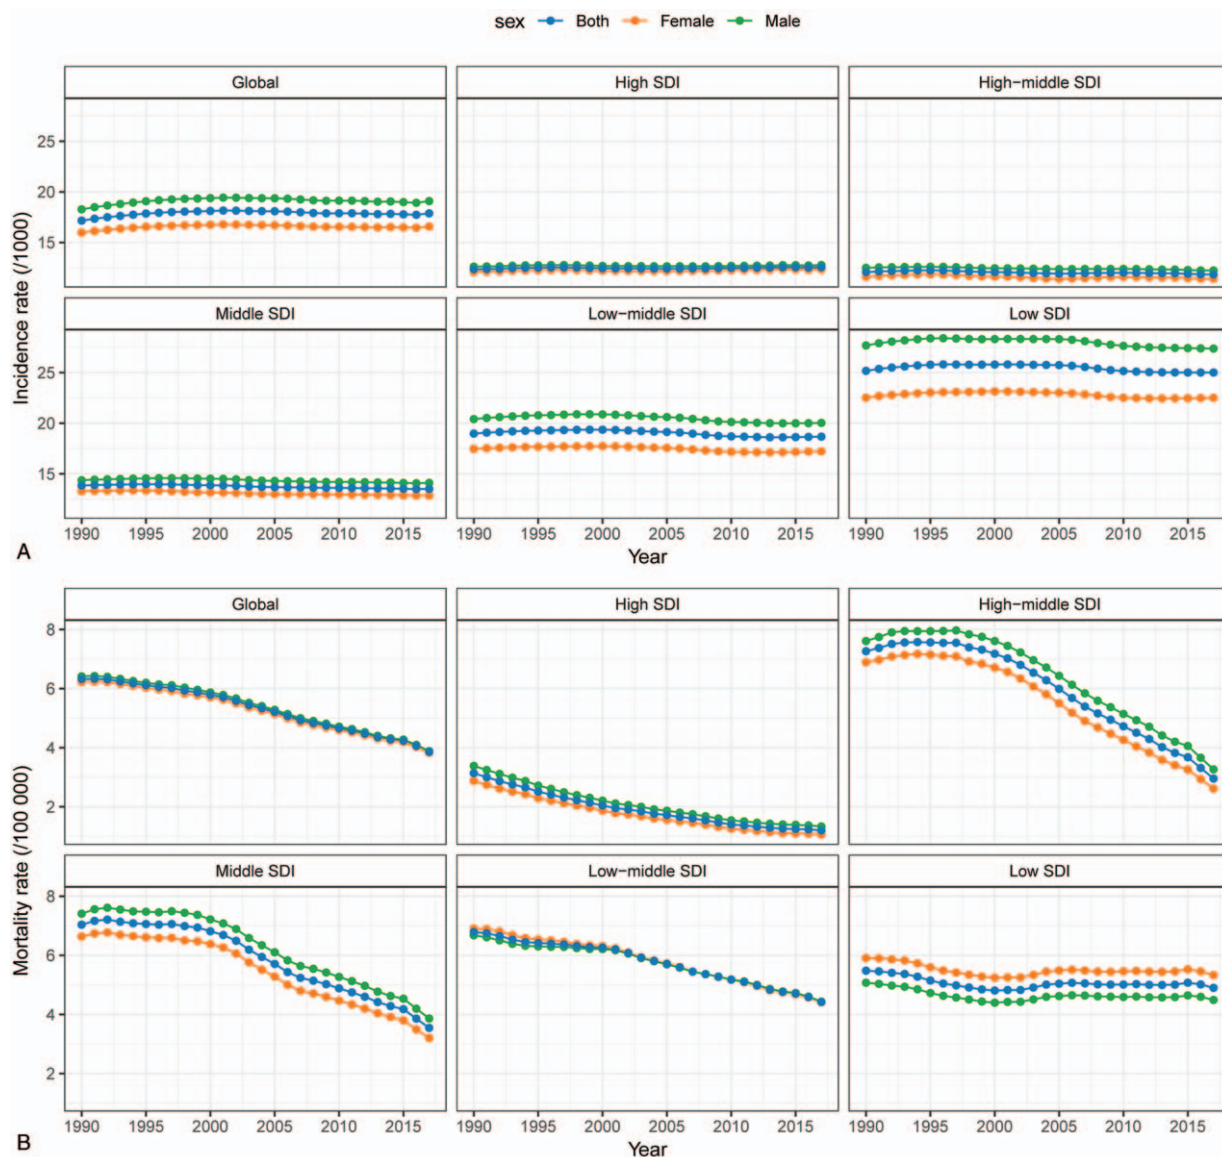 sex Both Female Male
Global High SDI High-middle SDI
25
20
15
Incidence rate (/1000)
Middle SDI Low-middle SDI Low SDI
25
20
15
1990 1995 2000 2005 2010 2015 1990 1995 2000 2005 2010 2015 1990 1995 2000 2005 2010 2015
A Year
Global High SDI High-middle SDI
8
6
4
2
Mortality rate (/100 000)
Middle SDI Low-middle SDI Low SDI
8
6
4
2
1990 1995 2000 2005 2010 2015 1990 1995 2000 2005 2010 2015 1990 1995 2000 2005 2010 2015
B Year